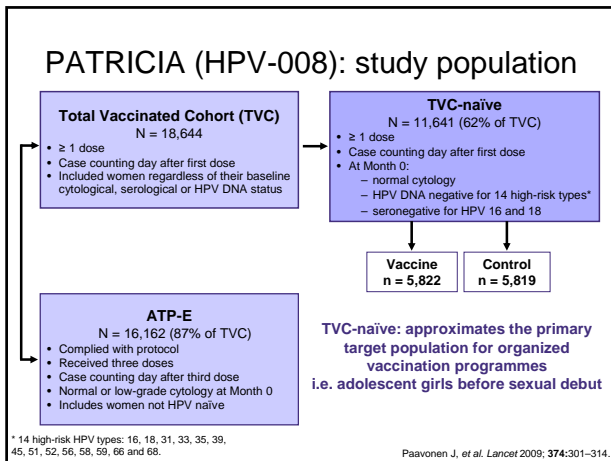 PATRICIA (HPV-008): study population
Total Vaccinated Cohort (TVC)
N = 18,644
• ≥ 1 dose
• Case counting day after first dose
• Included women regardless of their baseline
cytological, serological or HPV DNA status
TVC-naïve
N = 11,641 (62% of TVC)
• ≥ 1 dose
• Case counting day after first dose
• At Month 0:
– normal cytology
– HPV DNA negative for 14 high-risk types*
– seronegative for HPV 16 and 18
Vaccine
n = 5,822
Control
n = 5,819
ATP-E
N = 16,162 (87% of TVC)
• Complied with protocol
• Received three doses
• Case counting day after third dose
• Normal or low-grade cytology at Month 0
• Includes women not HPV naïve
TVC-naïve: approximates the primary
target population for organized
vaccination programmes
i.e. adolescent girls before sexual debut
* 14 high-risk HPV types: 16, 18, 31, 33, 35, 39,
45, 51, 52, 56, 58, 59, 66 and 68.
Paavonen J, et al. Lancet 2009; 374:301–314.